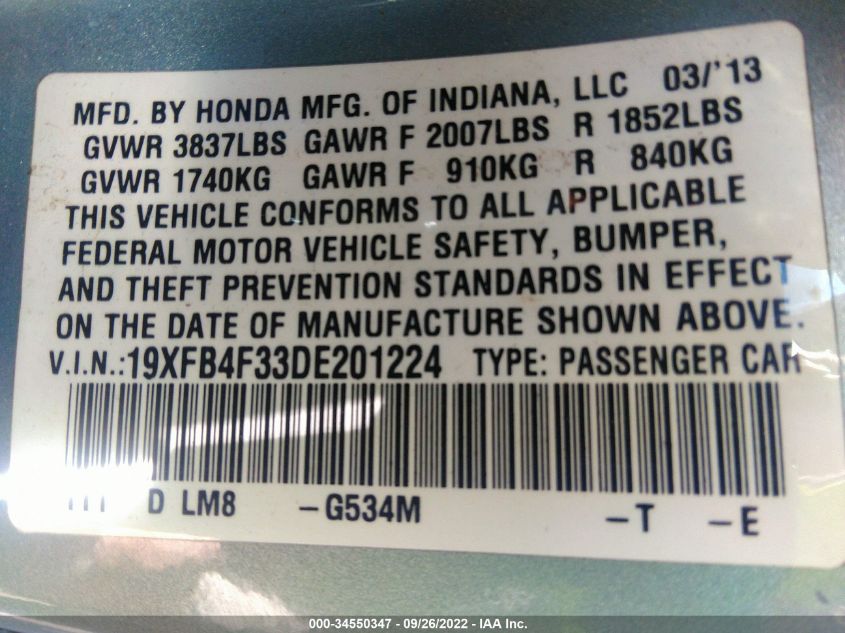 MFD. BY HONDA MFG. OF INDIANA, LLC 03/'13
GVWR 3837LBS GAWR F 2007LBS R 1852LBS
GVWR 1740KG GAWR F 910KG R 840KG
THIS VEHICLE CONFORMS TO ALL APPLICABLE
FEDERAL MOTOR VEHICLE SAFETY, BUMPER,
AND THEFT PREVENTION STANDARDS IN EFFECT
ON THE DATE OF MANUFACTURE SHOWN ABOVE.
V.I.N.:19XFB4F33DE201224 TYPE: PASSENGER CAR
D LM8 -G534M -T -E
000-34550347 - 09/26/2022 - IAA Inc.